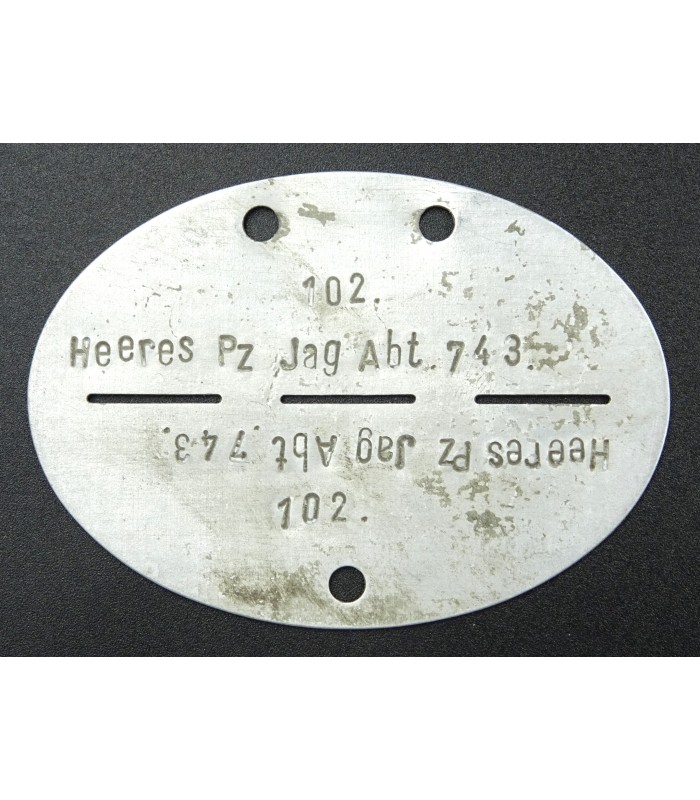 102.
Heeres Pz Jag Abt. 743.
Heeres Pz Jag Abt. 743.
102.